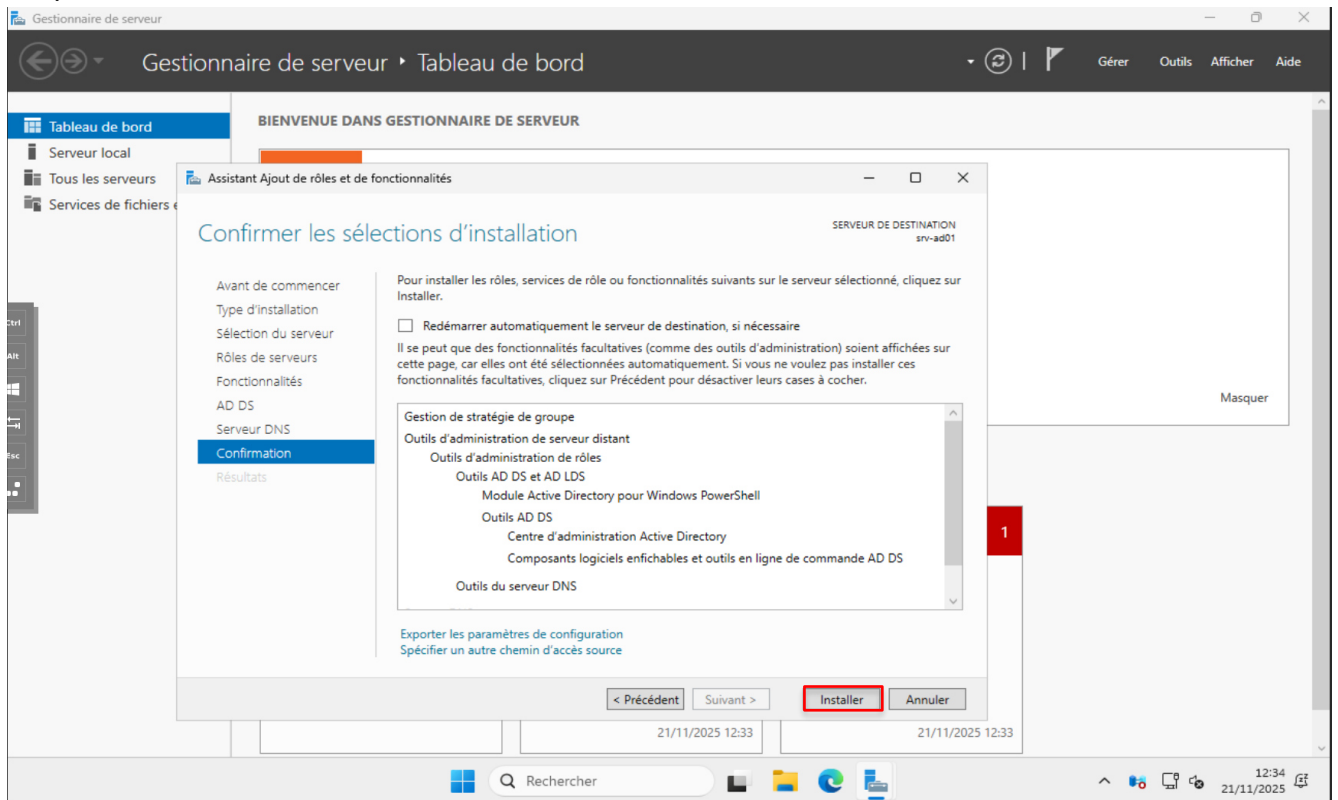 Gestionnaire de serveur
Gestionnaire de serveur • Tableau de bord
Gérer Outils Afficher Aide
Tableau de bord
Serveur local
Tous les serveurs
Services de fichiers e
BIENVENUE DANS GESTIONNAIRE DE SERVEUR
Assistant Ajout de rôles et de fonctionnalités
Confirmer les sélections d'installation
SERVEUR DE DESTINATION
srv-ad01
Avant de commencer
Type d'installation
Sélection du serveur
Rôles de serveurs
Fonctionnalités
AD DS
Serveur DNS
Confirmation
Résultats
Pour installer les rôles, services de rôle ou fonctionnalités suivants sur le serveur sélectionné, cliquez sur
Installer.
Redémarrer automatiquement le serveur de destination, si nécessaire
Il se peut que des fonctionnalités facultatives (comme des outils d'administration) soient affichées sur
cette page, car elles ont été sélectionnées automatiquement. Si vous ne voulez pas installer ces
fonctionnalités facultatives, cliquez sur Précédent pour désactiver leurs cases à cocher.
Gestion de stratégie de groupe
Outils d'administration de serveur distant
Outils d'administration de rôles
Outils AD DS et AD LDS
Module Active Directory pour Windows PowerShell
Outils AD DS
Centre d'administration Active Directory
Composants logiciels enfichables et outils en ligne de commande AD DS
Outils du serveur DNS
Exporter les paramètres de configuration
Spécifier un autre chemin d'accès source
< Précédent Suivant > Installer Annuler
Masquer
1
21/11/2025 12:33
21/11/2025 12:33
Ctrl
Alt
Esc
Rechercher
12:34
21/11/2025